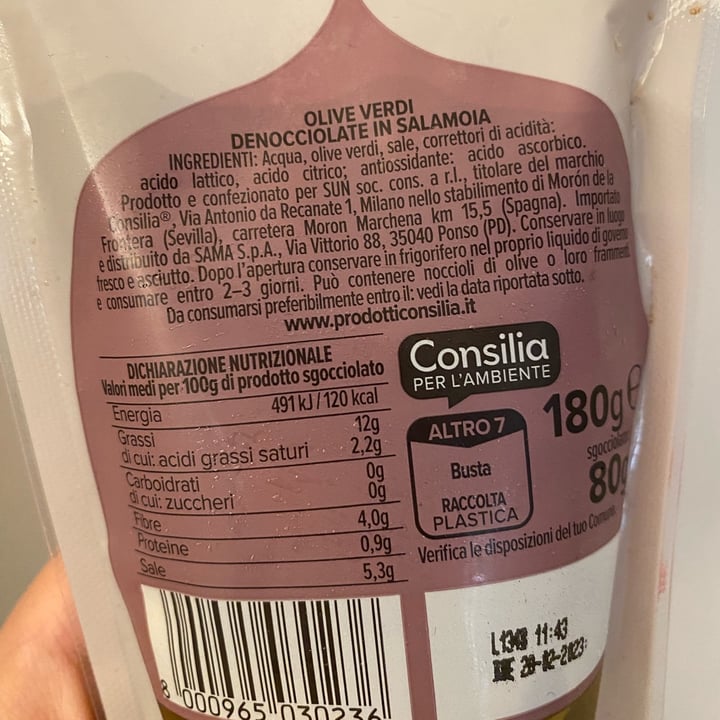 OLIVE VERDI
DENOCCIOLATE IN SALAMOIA
INGREDIENTI: Acqua, olive verdi, sale, correttori di acidità:
acido lattico, acido citrico; antiossidante: acido ascorbico.
Prodotto e confezionato per SUN soc. cons. a r.l., titolare del marchio
Consilia®, Via Antonio da Recanate 1, Milano nello stabilimento di Morón de la
Frontera (Sevilla), carretera Moron Marchena km 15,5 (Spagna). Importato
e distribuito da SAMA S.p.A., Via Vittorio 88, 35040 Ponso (PD). Conservare in luogo
fresco e asciutto. Dopo l'apertura conservare in frigorifero nel proprio liquido di governo
e consumare entro 2–3 giorni. Può contenere noccioli di olive o loro frammenti.
Da consumarsi preferibilmente entro il: vedi la data riportata sotto.
www.prodotticonsilia.it
DICHIARAZIONE NUTRIZIONALE
Valori medi per 100g di prodotto sgocciolato
Energia 491 kJ / 120 kcal
Grassi 12g
di cui: acidi grassi saturi 2,2g
Carboidrati 0g
di cui: zuccheri 0g
Fibre 4,0g
Proteine 0,9g
Sale 5,3g
Consilia
PER L'AMBIENTE
ALTRO 7
Busta
RACCOLTA
PLASTICA
180g e
sgocciolato
80g
Verifica le disposizioni del tuo Comune.
8 000965 030236
11:43